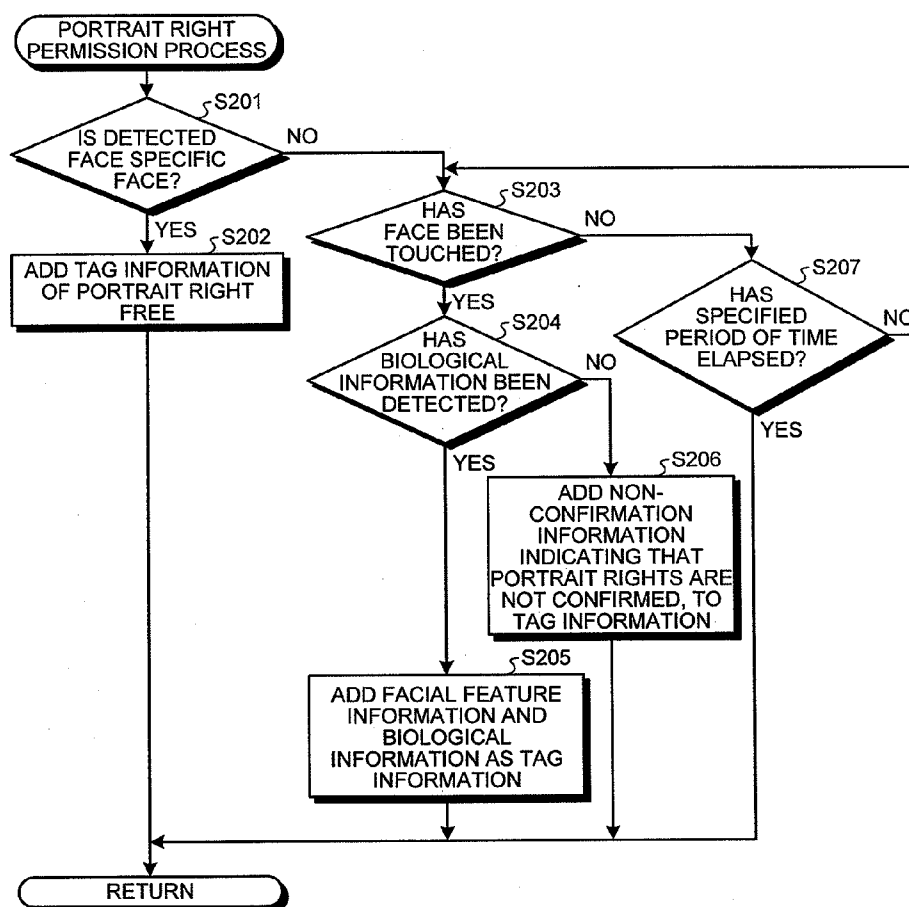 PORTRAIT RIGHT
PERMISSION PROCESS
S201
IS DETECTED
FACE SPECIFIC
FACE?
NO
YES
S202
ADD TAG INFORMATION
OF PORTRAIT RIGHT
FREE
S203
HAS
FACE BEEN
TOUCHED?
NO
YES
S207
HAS
SPECIFIED
PERIOD OF TIME
ELAPSED?
NO
YES
S204
HAS
BIOLOGICAL
INFORMATION BEEN
DETECTED?
NO
YES
S206
ADD NON-
CONFIRMATION
INFORMATION
INDICATING THAT
PORTRAIT RIGHTS ARE
NOT CONFIRMED, TO
TAG INFORMATION
S205
ADD FACIAL FEATURE
INFORMATION AND
BIOLOGICAL
INFORMATION AS TAG
INFORMATION
RETURN